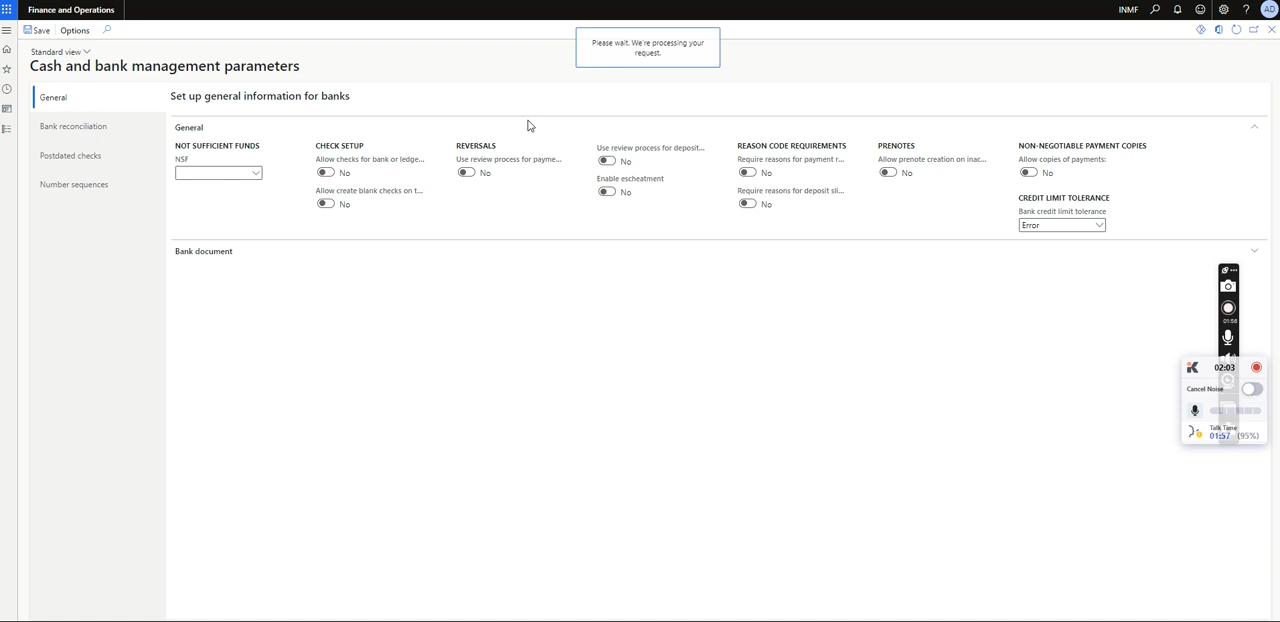 Finance and Operations
INMF
?
AD
Save
Options
Please wait. We're processing your
request.
Standard view
Cash and bank management parameters
General
Bank reconciliation
Postdated checks
Number sequences
Set up general information for banks
General
NOT SUFFICIENT FUNDS
NSF
CHECK SETUP
Allow checks for bank or ledge...
No
Allow create blank checks on t...
No
REVERSALS
Use review process for payme...
No
Use review process for deposit...
No
Enable escheatment
No
REASON CODE REQUIREMENTS
Require reasons for payment r...
No
Require reasons for deposit sli...
No
PRENOTES
Allow prenote creation on inac...
No
NON-NEGOTIABLE PAYMENT COPIES
Allow copies of payments:
No
CREDIT LIMIT TOLERANCE
Bank credit limit tolerance
Error
Bank document
01:58
02:03
Cancel Noise
Talk Time
01:57 (95%)